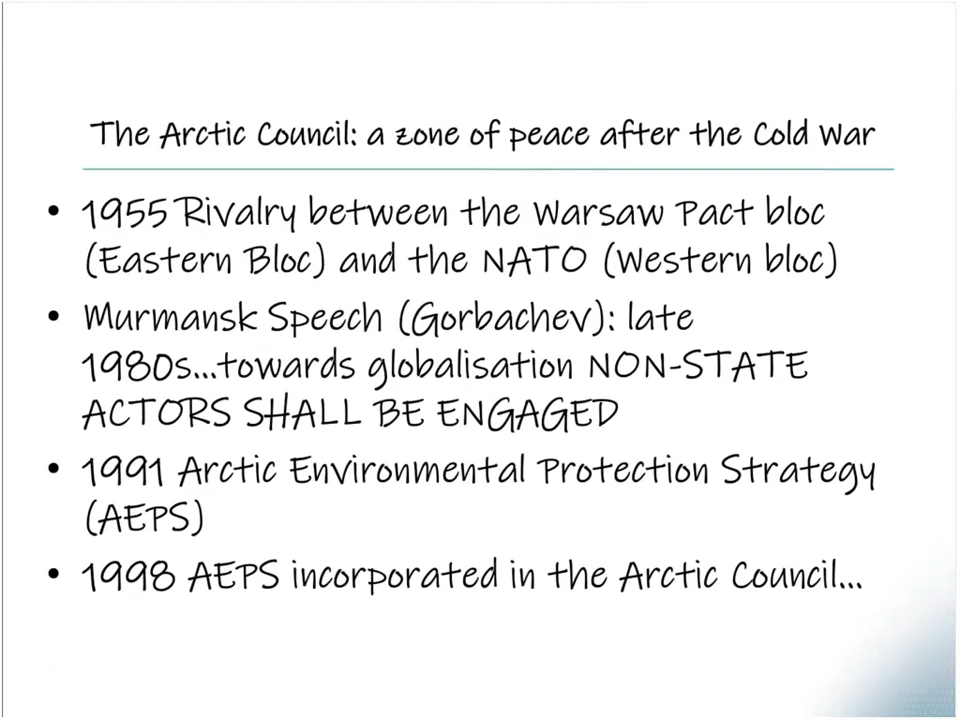 The Arctic Council: a zone of peace after the Cold War
• 1955 Rivalry between the Warsaw Pact bloc
(Eastern Bloc) and the NATO (Western bloc)
• Murmansk Speech (Gorbachev): late
1980s...towards globalisation NON-STATE
ACTORS SHALL BE ENGAGED
• 1991 Arctic Environmental Protection Strategy
(AEPS)
• 1998 AEPS incorporated in the Arctic Council...